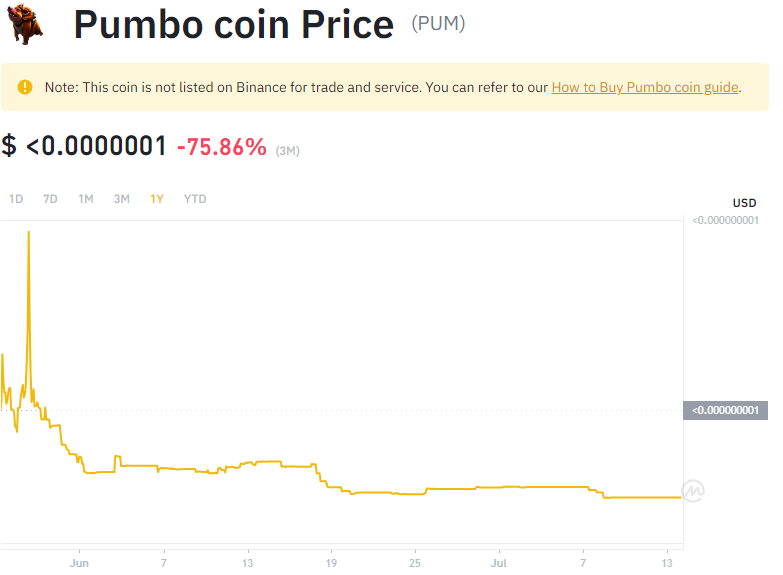 Pumbo coin Price (PUM)
Note: This coin is not listed on Binance for trade and service. You can refer to our How to Buy Pumbo coin guide.
$ <0.0000001 -75.86% (3M)
1D 7D 1M 3M 1Y YTD
USD
<0.000000001
<0.000000001
Jun 7 13 19 25 Jul 7 13